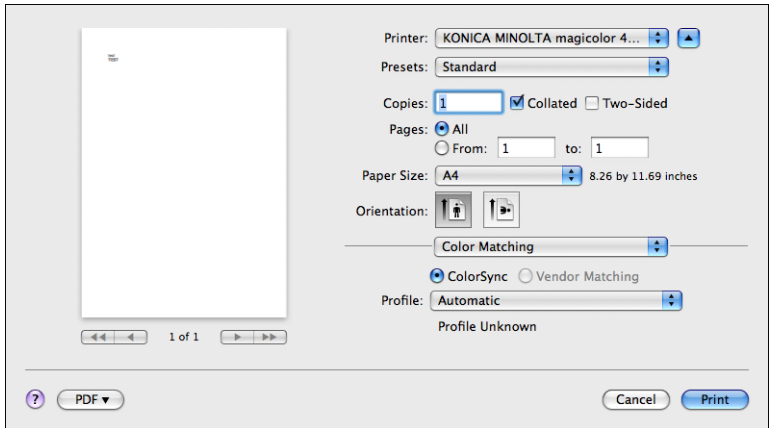 TEST
Printer: KONICA MINOLTA magicolor 4...
Presets: Standard
Copies: 1 Collated Two-Sided
Pages: All
From: 1 to: 1
Paper Size: A4 8.26 by 11.69 inches
Orientation:
Color Matching
ColorSync Vendor Matching
Profile: Automatic
Profile Unknown
1 of 1
? PDF Cancel Print